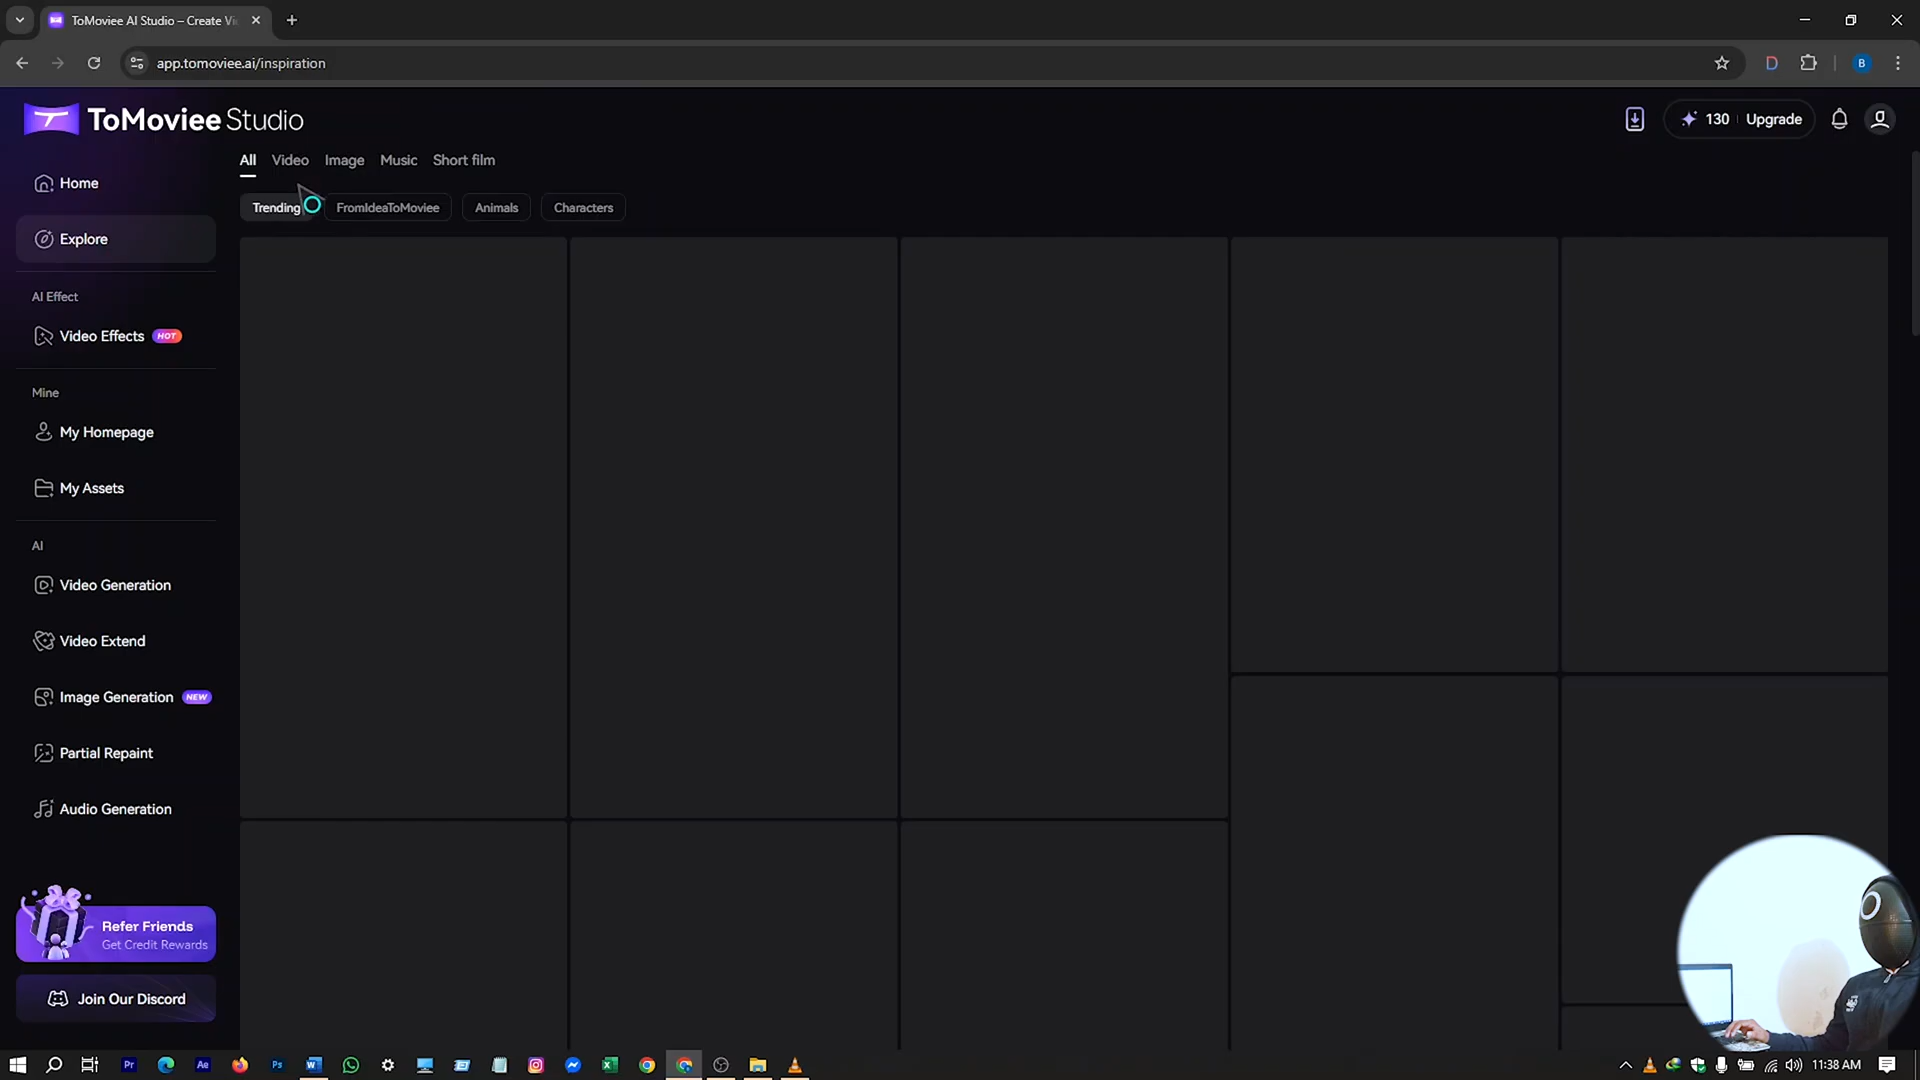 ToMoviee AI Studio – Create Vi
app.tomoviee.ai/inspiration
B
ToMoviee Studio
130 Upgrade
All Video Image Music Short film
Trending FromIdeaToMoviee Animals Characters
Home
Explore
AI Effect
Video Effects HOT
Mine
My Homepage
My Assets
AI
Video Generation
Video Extend
Image Generation NEW
Partial Repaint
Audio Generation
Refer Friends
Get Credit Rewards
Join Our Discord
11:38 AM